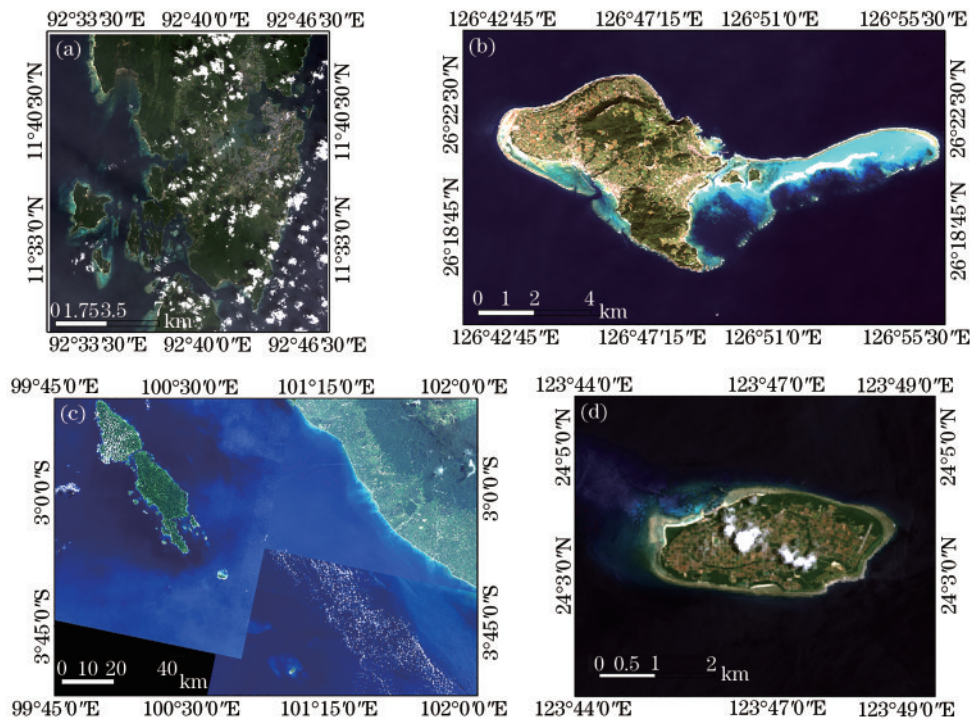 92°33′30″E 92°40′0″E 92°46′30″E
(a)
11°40′30″N
11°33′0″N
11°40′30″N
11°33′0″N
0 1.75 3.5 7
km
92°33′30″E 92°40′0″E 92°46′30″E
126°42′45″E 126°47′15″E 126°51′0″E 126°55′30″E
(b)
26°22′30″N
26°18′45″N
26°22′30″N
26°18′45″N
0 1 2 4
km
126°42′45″E 126°47′15″E 126°51′0″E 126°55′30″E
99°45′0″E 100°30′0″E 101°15′0″E 102°0′0″E
(c)
3°0′0″S
3°45′0″S
3°0′0″S
3°45′0″S
0 10 20 40
km
99°45′0″E 100°30′0″E 101°15′0″E 102°0′0″E
123°44′0″E 123°47′0″E 123°49′0″E
(d)
24°5′0″N
24°3′0″N
24°5′0″N
24°3′0″N
0 0.5 1 2
km
123°44′0″E 123°47′0″E 123°49′0″E